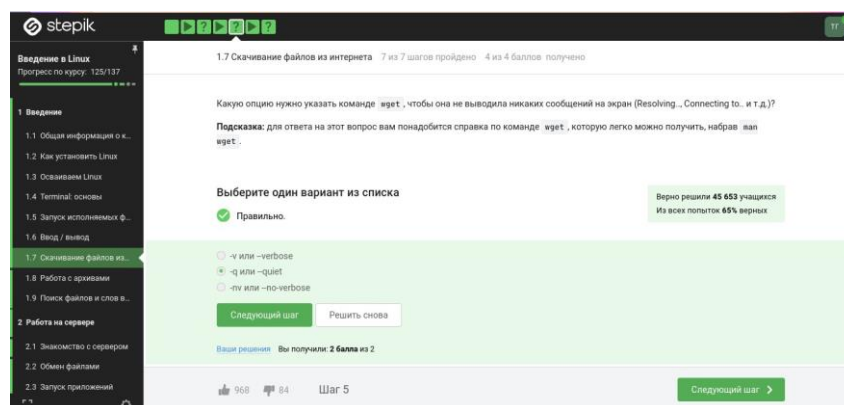 stepik
ТГ
Введение в Linux
Прогресс по курсу: 125/137
1 Введение
1.1 Общая информация о к...
1.2 Как установить Linux
1.3 Осваиваем Linux
1.4 Terminal: основы
1.5 Запуск исполняемых ф...
1.6 Ввод / вывод
1.7 Скачивание файлов из...
1.8 Работа с архивами
1.9 Поиск файлов и слов в...
2 Работа на сервере
2.1 Знакомство с сервером
2.2 Обмен файлами
2.3 Запуск приложений
1.7 Скачивание файлов из интернета 7 из 7 шагов пройдено 4 из 4 баллов получено
Какую опцию нужно указать команде wget, чтобы она не выводила никаких сообщений на экран (Resolving.., Connecting to.. и т.д.)?
Подсказка: для ответа на этот вопрос вам понадобится справка по команде wget, которую легко можно получить, набрав man
wget.
Выберите один вариант из списка
Правильно.
Верно решили 45 653 учащихся
Из всех попыток 65% верных
-v или –verbose
-q или –quiet
-nv или –no-verbose
Следующий шаг Решить снова
Ваши решения Вы получили: 2 балла из 2
968 84 Шаг 5 Следующий шаг